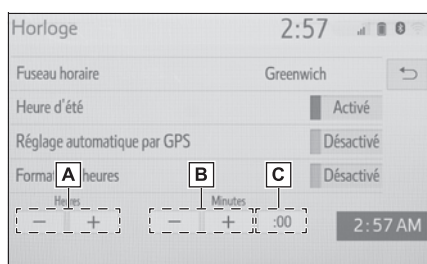 Horloge 2:57
Fuseau horaire Greenwich
Heure d'été Activé
Réglage automatique par GPS Désactivé
Format heures Désactivé
A B C
Heures Minutes
− + − + :00 2:57 AM